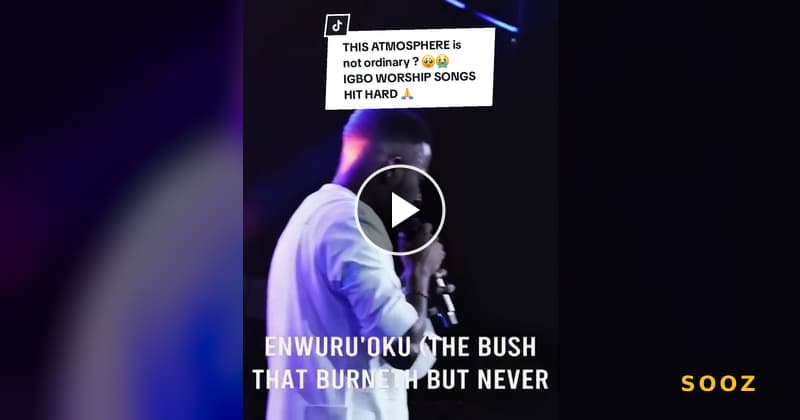 THIS ATMOSPHERE is
not ordinary ? 🥺😭
IGBO WORSHIP SONGS
HIT HARD 🙏
ENWURU'OKU (THE BUSH
THAT BURNETH BUT NEVER
SOOZ